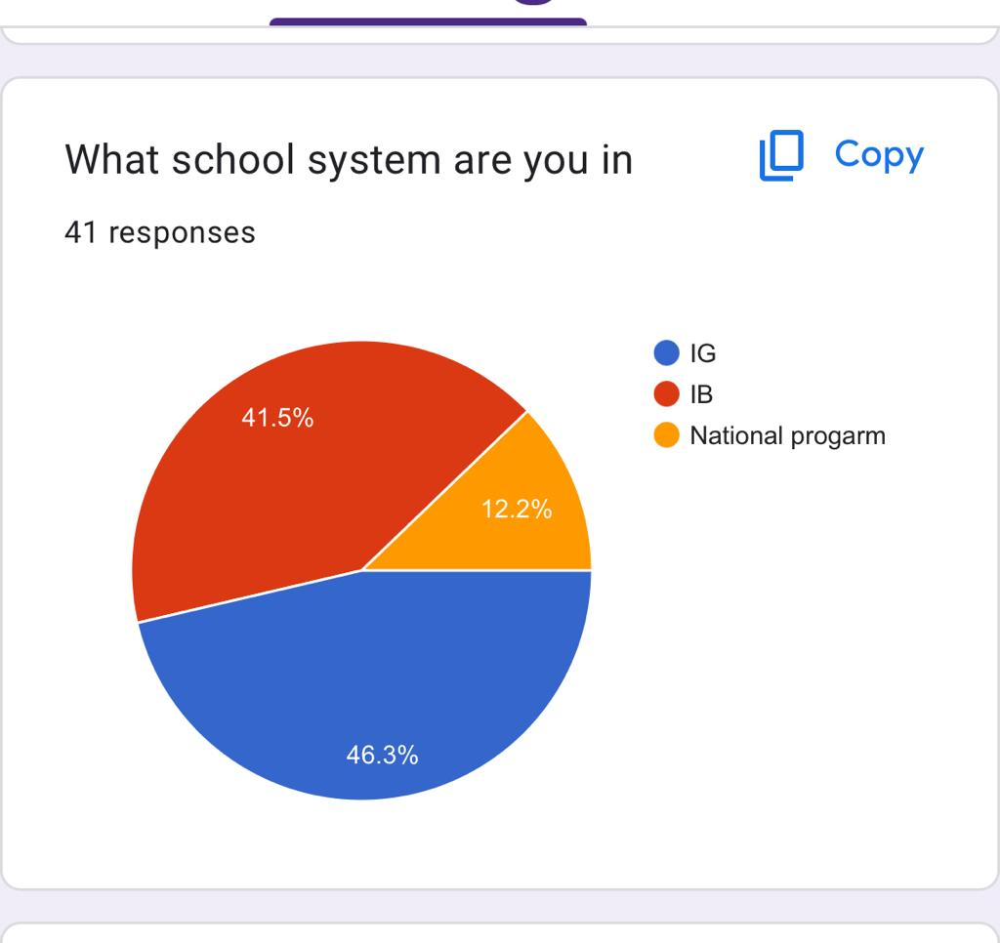 What school system are you in
Copy
41 responses
41.5%
12.2%
46.3%
IG
IB
National progarm